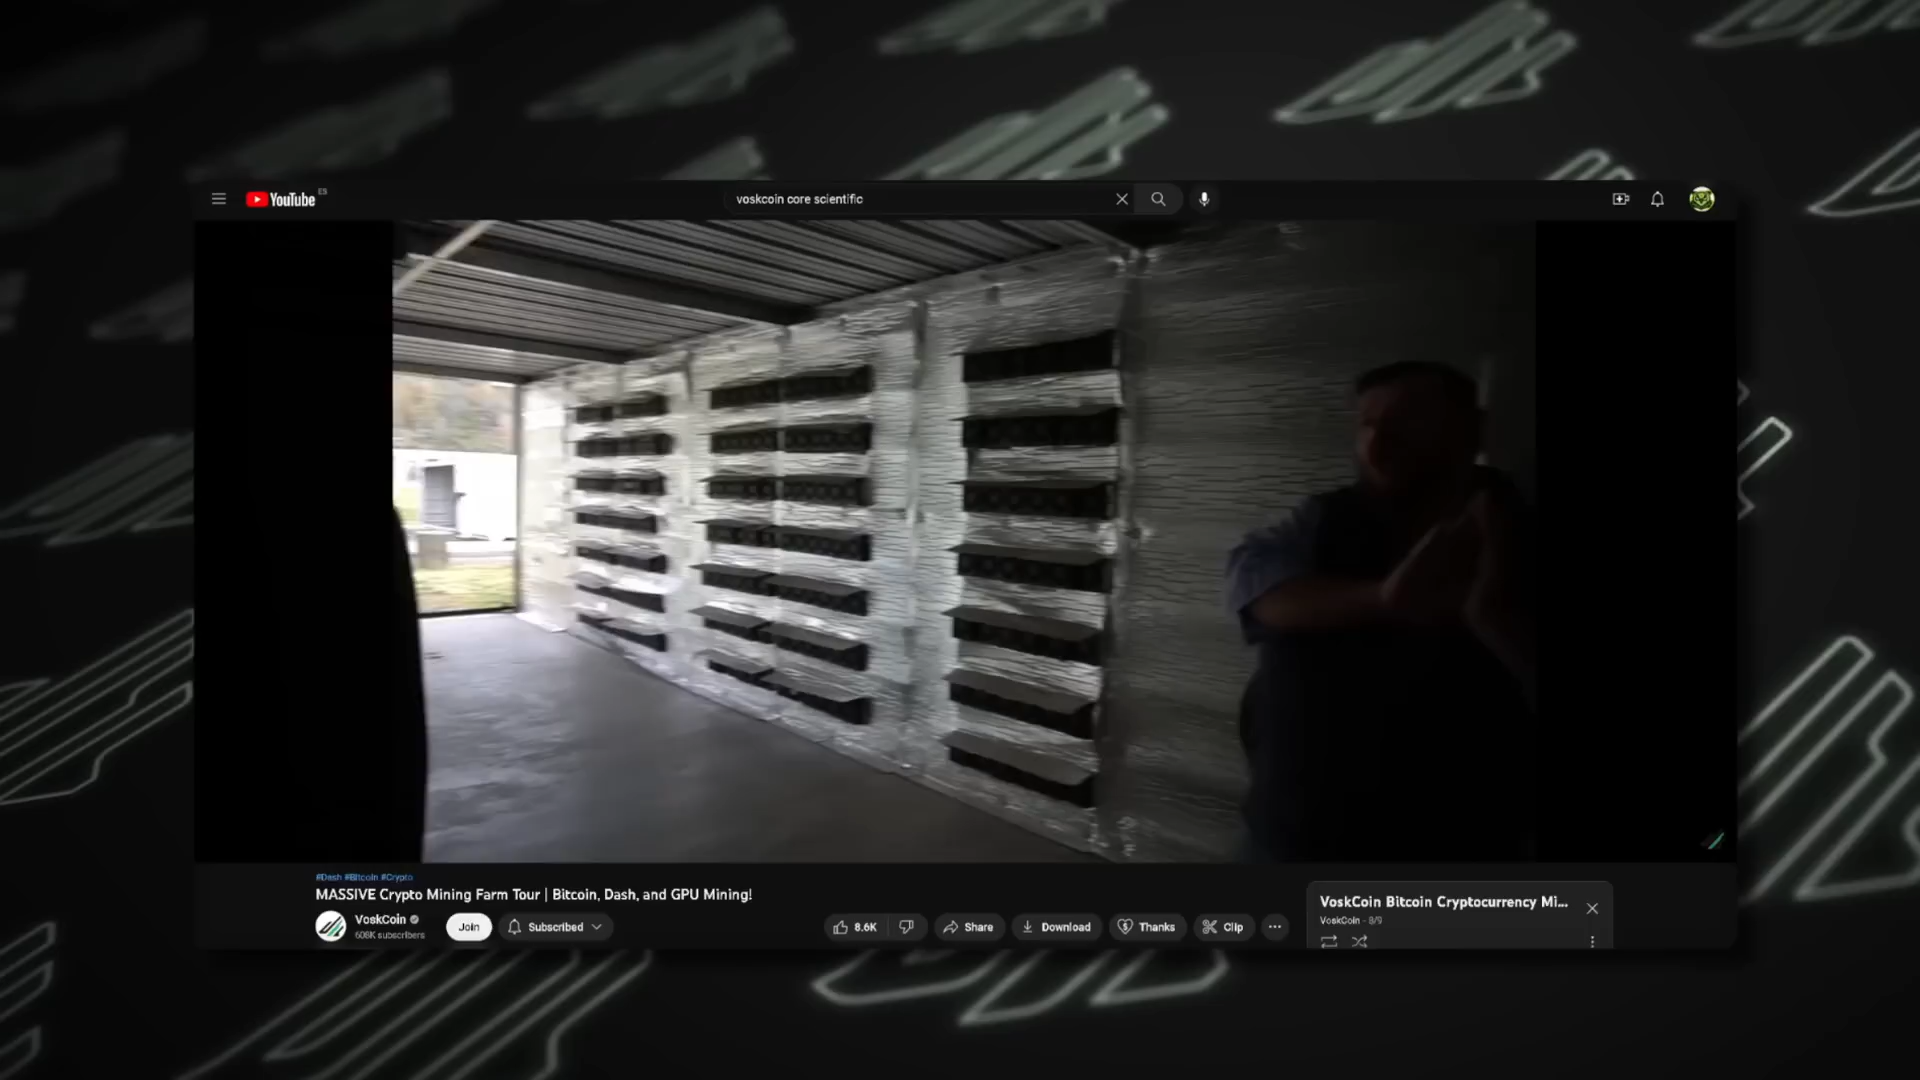 YouTube ES
voskcoin core scientific
#Dash #Bitcoin #Crypto
MASSIVE Crypto Mining Farm Tour | Bitcoin, Dash, and GPU Mining!
VoskCoin
608K subscribers
Join
Subscribed
8.6K
Share
Download
Thanks
Clip
VoskCoin Bitcoin Cryptocurrency Mi...
VoskCoin - 8/9